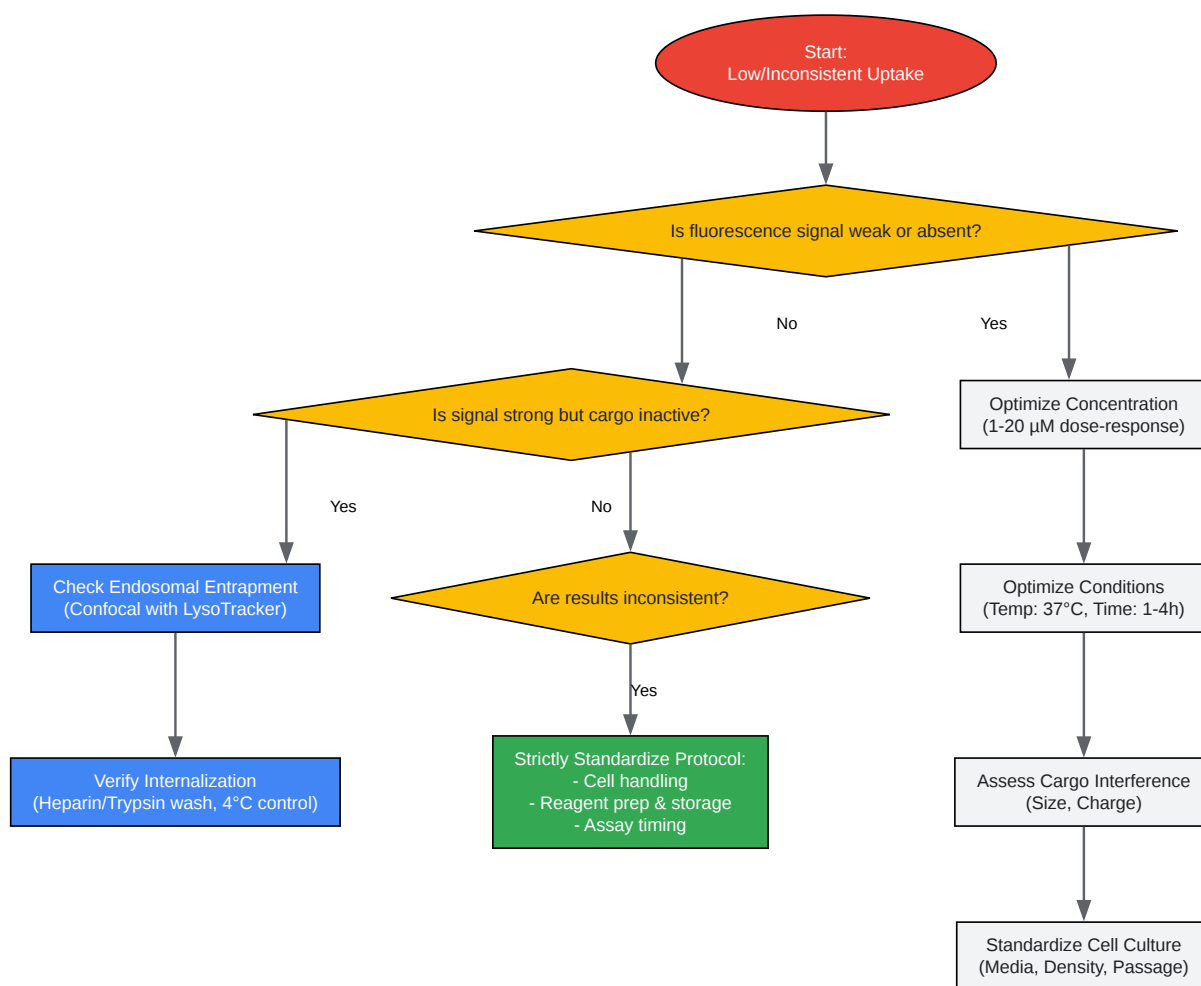 Start:
Low/Inconsistent Uptake
Is fluorescence signal weak or absent?
No
Yes
Is signal strong but cargo inactive?
Optimize Concentration
(1-20 µM dose-response)
Yes
No
Check Endosomal Entrapment
(Confocal with LysoTracker)
Are results inconsistent?
Optimize Conditions
(Temp: 37°C, Time: 1-4h)
Yes
Verify Internalization
(Heparin/Trypsin wash, 4°C control)
Strictly Standardize Protocol:
- Cell handling
- Reagent prep & storage
- Assay timing
Assess Cargo Interference
(Size, Charge)
Standardize Cell Culture
(Media, Density, Passage)